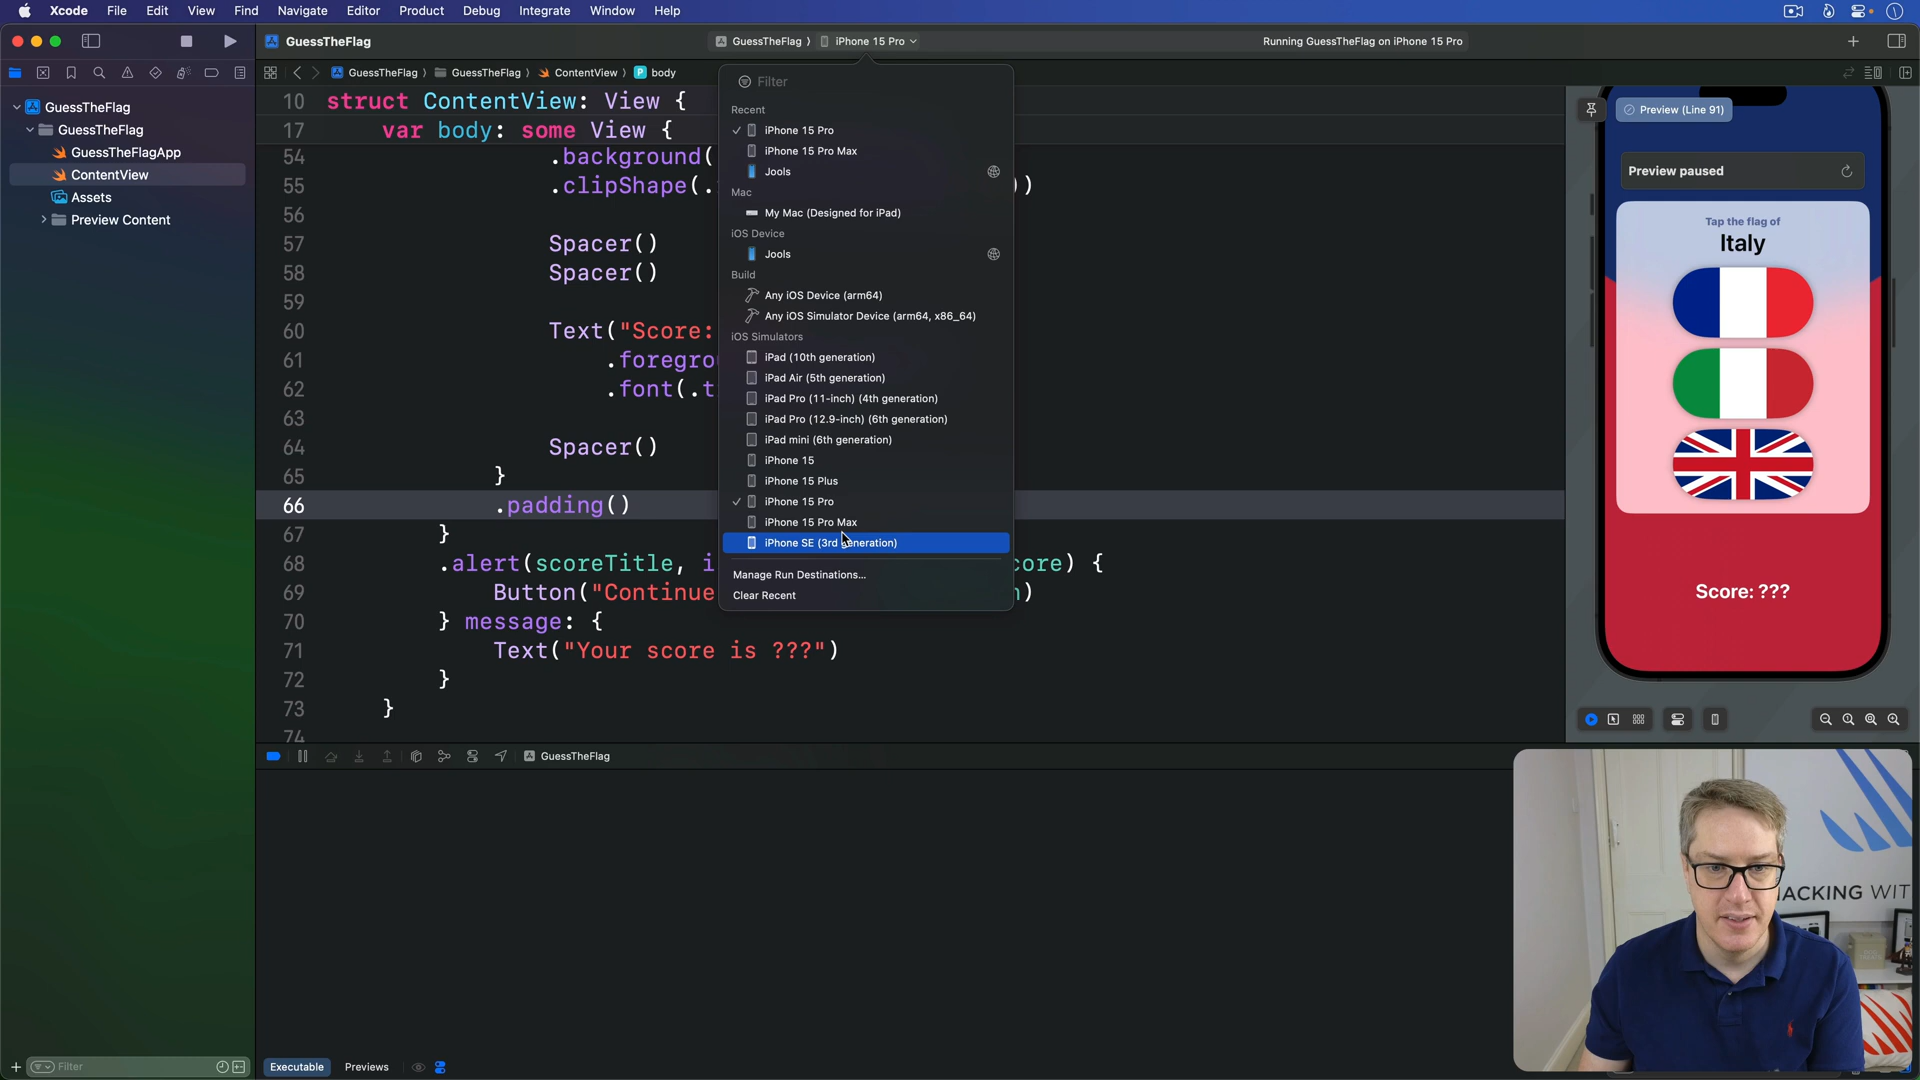 Xcode File Edit View Find Navigate Editor Product Debug Integrate Window Help
GuessTheFlag
GuessTheFlag 〉 iPhone 15 Pro
Running GuessTheFlag on iPhone 15 Pro
GuessTheFlag 〉 GuessTheFlag 〉 ContentView 〉 P body
GuessTheFlag
GuessTheFlag
GuessTheFlagApp
ContentView
Assets
Preview Content
10 struct ContentView: View {
17 var body: some View {
54 .background(
55 .clipShape(. ))
56
57 Spacer()
58 Spacer()
59
60 Text("Score:
61 .foregro
62 .font(.t
63
64 Spacer()
65 }
66 .padding()
67 }
68 .alert(scoreTitle, i core) {
69 Button("Continue )
70 } message: {
71 Text("Your score is ???")
72 }
73 }
74
Filter
Recent
iPhone 15 Pro
iPhone 15 Pro Max
Jools
Mac
My Mac (Designed for iPad)
iOS Device
Jools
Build
Any iOS Device (arm64)
Any iOS Simulator Device (arm64, x86_64)
iOS Simulators
iPad (10th generation)
iPad Air (5th generation)
iPad Pro (11-inch) (4th generation)
iPad Pro (12.9-inch) (6th generation)
iPad mini (6th generation)
iPhone 15
iPhone 15 Plus
iPhone 15 Pro
iPhone 15 Pro Max
iPhone SE (3rd generation)
Manage Run Destinations...
Clear Recent
Preview (Line 91)
Preview paused
Tap the flag of
Italy
Score: ???
GuessTheFlag
HACKING WIT
Filter
Executable Previews